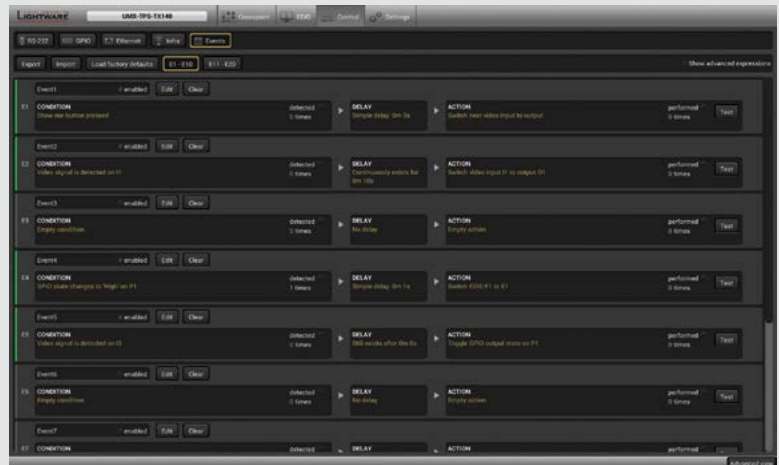 LIGHTWARE UMX-TPS-TX140 Crosspoint EDID Control Settings
RS-232 GPIO Ethernet Infra Events
Export Import Load factory defaults E1 - E10 E11 - E20 Show advanced expressions
Event1 enabled Edit Clear
E1 CONDITION detected DELAY ACTION performed
Show me button pressed 0 times Simple delay: 0m 3s Switch next video input to output 0 times Test
Event2 enabled Edit Clear
E2 CONDITION detected DELAY ACTION performed
Video signal is detected on I1 0 times Continuously exists for Switch video input I1 to output O1 0 times Test
0m 10s
Event3 enabled Edit Clear
E3 CONDITION detected DELAY ACTION performed
Empty condition 0 times No delay Empty action 0 times Test
Event4 enabled Edit Clear
E4 CONDITION detected DELAY ACTION performed
GPIO state changes to 'High' on P1 1 times Simple delay: 0m 1s Switch EDID F1 to E1 0 times Test
Event5 enabled Edit Clear
E5 CONDITION detected DELAY ACTION performed
Video signal is detected on 0 times Still exists after Toggle GPIO output state on P1 0 times Test
Event6 enabled Edit Clear
E6 CONDITION detected DELAY ACTION performed
Empty condition 0 times No delay Empty action 0 times Test
Event7 enabled Edit Clear
E7 CONDITION detected DELAY ACTION performed
Advanced view